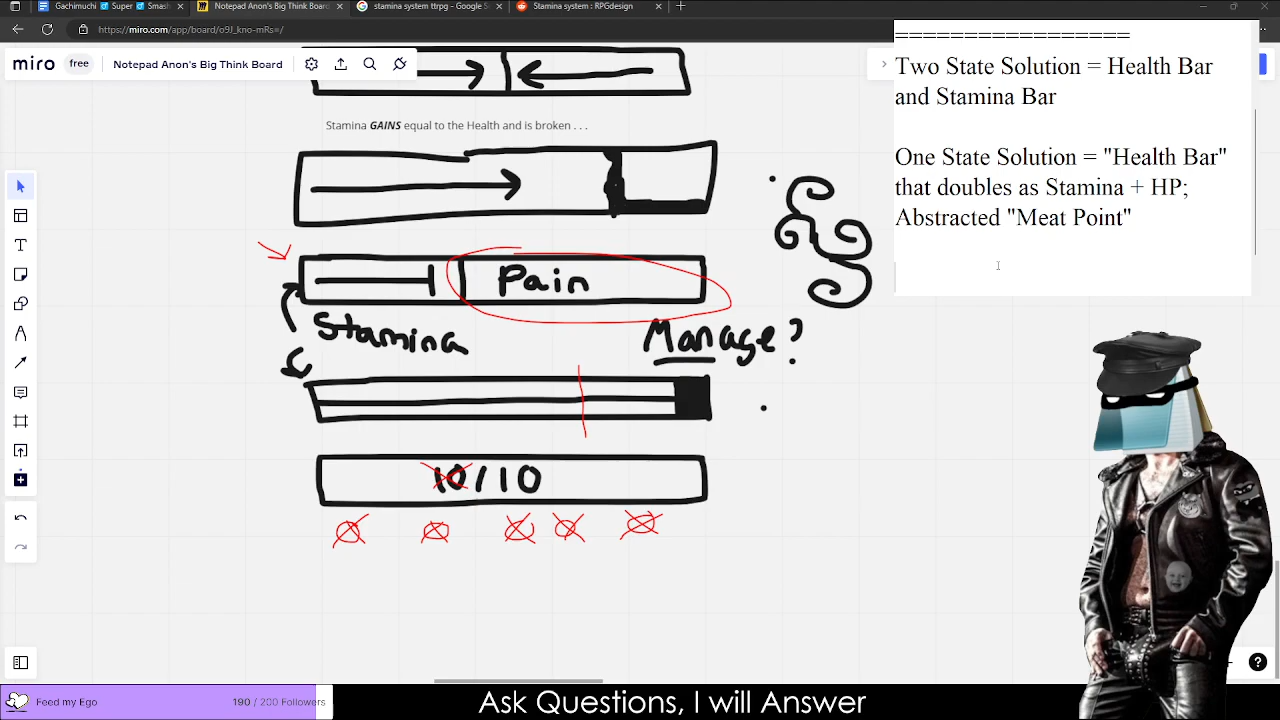 Gachimuchi
Super
Smash
Notepad Anon's Big Think Board
stamina system ttrpg - Google S
Stamina system : RPGdesign
https://miro.com/app/board/o9J_kno-mRs=/
miro
free
Notepad Anon's Big Think Board
Stamina GAINS equal to the Health and is broken . . .
Pain
Stamina
Manage?
10/10
=================
Two State Solution = Health Bar
and Stamina Bar
One State Solution = "Health Bar"
that doubles as Stamina + HP;
Abstracted "Meat Point"
Feed my Ego
190 / 200 Followers
Ask Questions, I will Answer